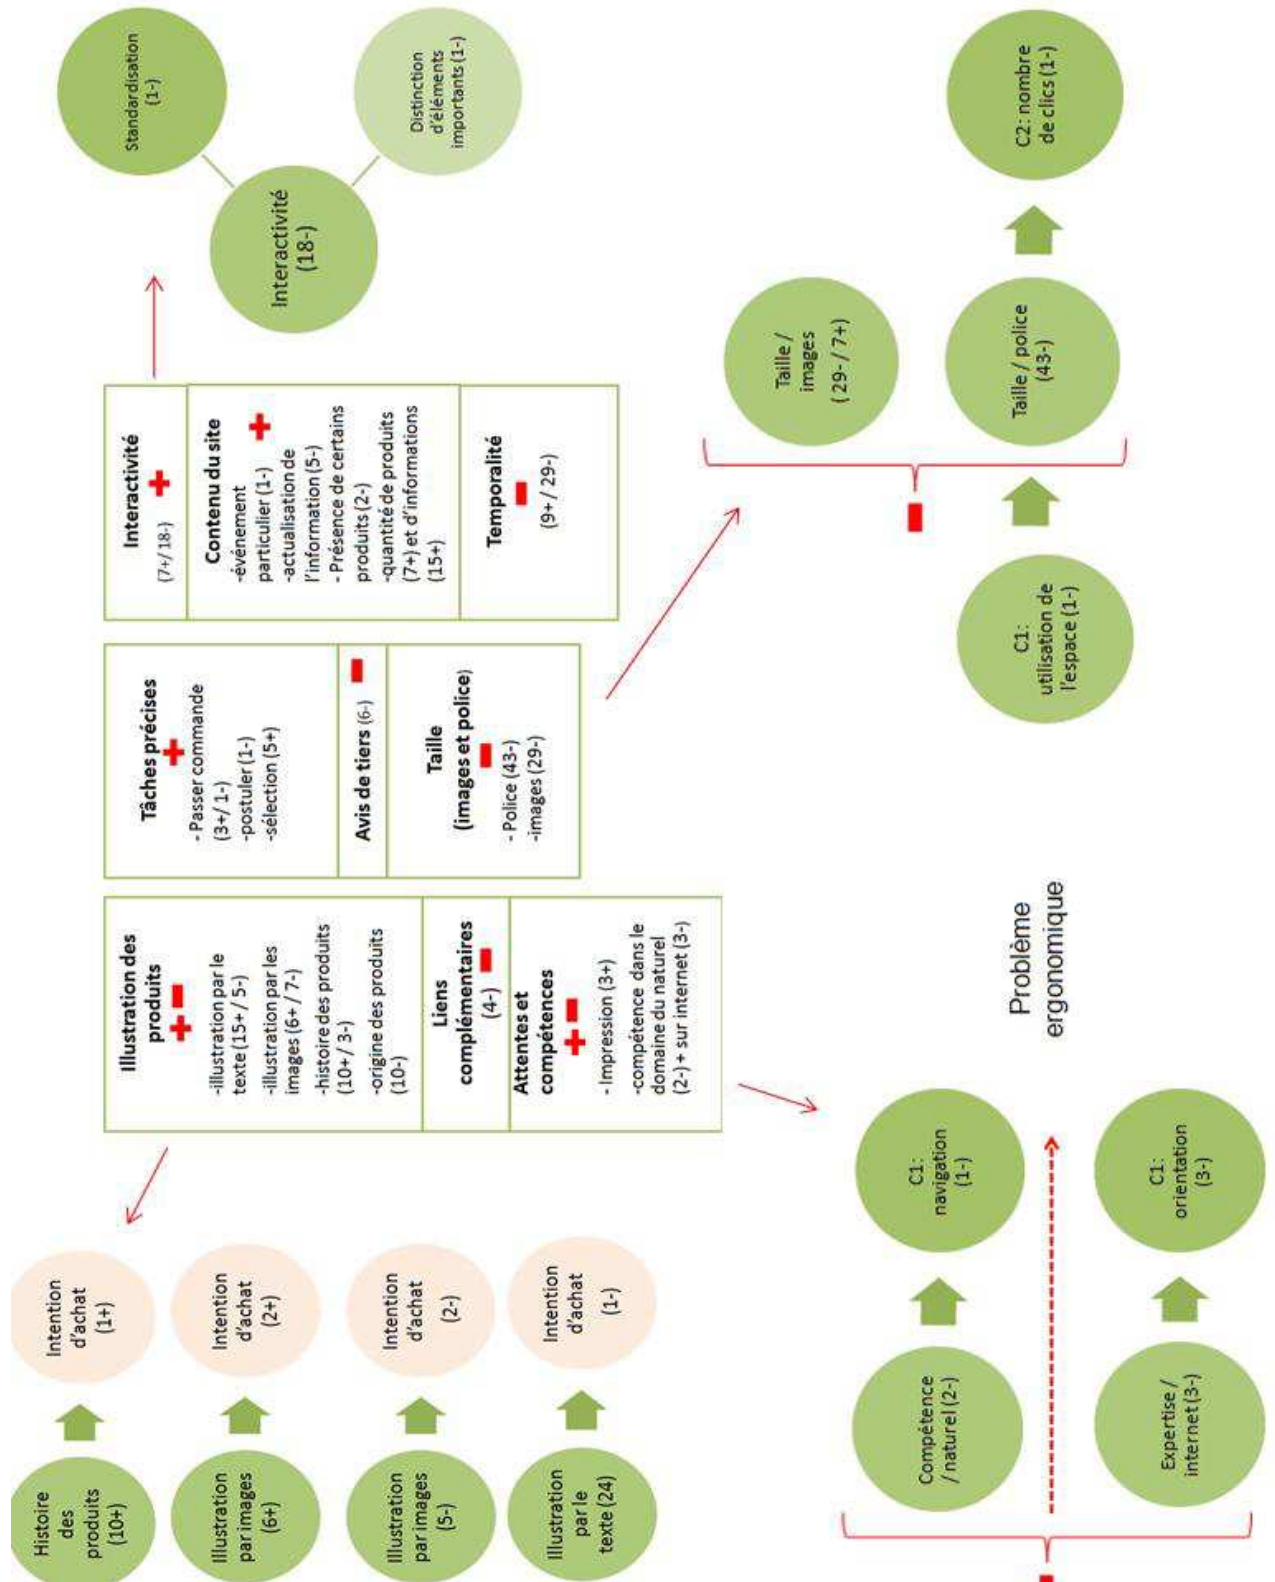 Histoire
des
produits
(10+)
Intention
d'achat
(1+)
Illustration
par images
(6+)
Intention
d'achat
(2+)
Illustration
par images
(5-)
Intention
d'achat
(2-)
Illustration
par le
texte (24)
Intention
d'achat
(1-)
Illustration des
produits
-illustration par le
texte (15+ / 5-)
-illustration par les
images (6+ / 7-)
-histoire des produits
(10+ / 3-)
-origine des produits
(10-)
Liens
complémentaires
(4-)
Attentes et
compétences
- Impression (3+)
-compétence dans le
domaine du naturel
(2-) + sur internet (3-)
Tâches précises
- Passer commande
(3+/ 1-)
-postuler (1-)
-sélection (5+)
Avis de tiers (6-)
Taille
(images et police)
- Police (43-)
-images (29-)
Interactivité
(7+/ 18-)
Contenu du site
-événement
particulier (1-)
-actualisation de
l'information (5-)
- Présence de certains
produits (2-)
-quantité de produits
(7+) et d'informations
(15+)
Temporalité
(9+ / 29-)
Standardisation
(1-)
Interactivité
(18-)
Distinction
d'éléments
importants (1-)
Compétence
/ naturel (2-)
C1:
navigation
(1-)
Expertise /
internet (3-)
C1:
orientation
(3-)
Problème
ergonomique
Taille /
images
( 29- / 7+)
C1:
utilisation de
l'espace (1-)
Taille / police
(43-)
C2: nombre
de clics (1-)